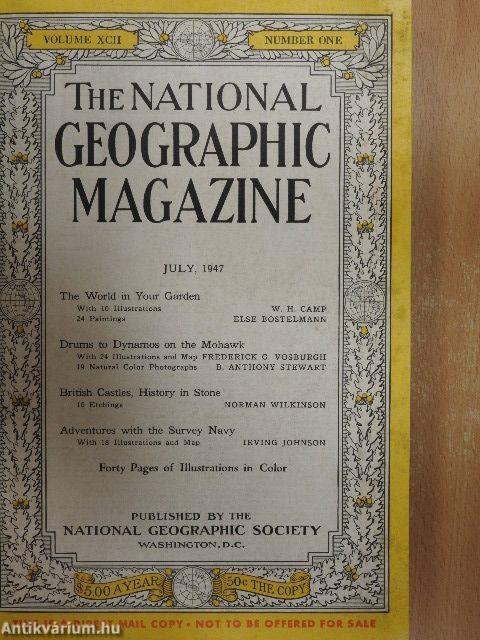 VOLUME XCII NUMBER ONE
THE NATIONAL
GEOGRAPHIC
MAGAZINE
JULY, 1947
The World in Your Garden
With 10 Illustrations W. H. CAMP
24 Paintings ELSE BOSTELMANN
Drums to Dynamos on the Mohawk
With 24 Illustrations and Map FREDERICK G. VOSBURGH
19 Natural Color Photographs B. ANTHONY STEWART
British Castles, History in Stone
16 Etchings NORMAN WILKINSON
Adventures with the Survey Navy
With 18 Illustrations and Map IRVING JOHNSON
Forty Pages of Illustrations in Color
PUBLISHED BY THE
NATIONAL GEOGRAPHIC SOCIETY
WASHINGTON, D.C.
$5.00 A YEAR 50c THE COPY
MAIL COPY • NOT TO BE OFFERED FOR SALE
Antikvárium.hu